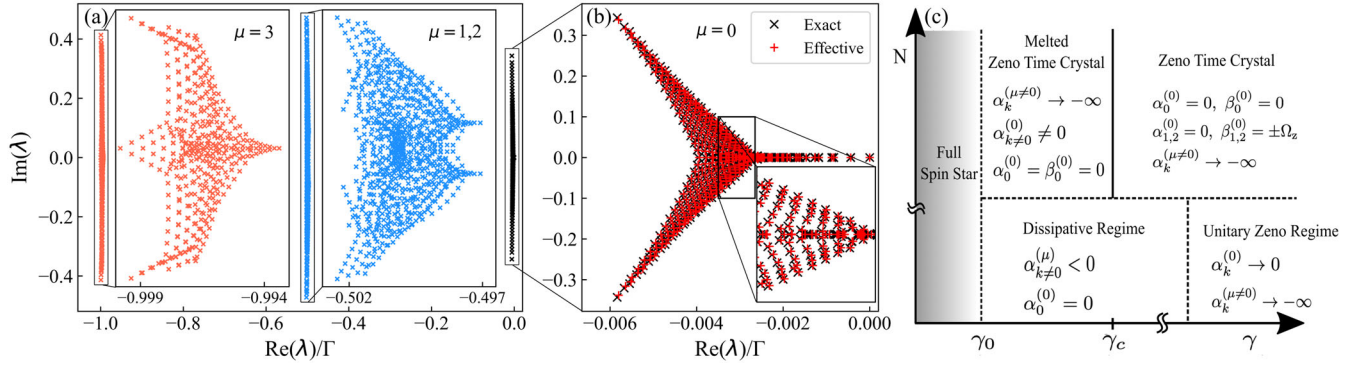 (a)
μ = 3
μ = 1,2
0.4
0.2
0.0
−0.2
−0.4
Im(λ)
−0.999
−0.994
−0.502
−0.497
−1.0
−0.8
−0.6
−0.4
−0.2
0.0
Re(λ)/Γ
(b)
μ = 0
Exact
Effective
0.3
0.2
0.1
0.0
−0.1
−0.2
−0.3
−0.006
−0.004
−0.002
0.000
Re(λ)/Γ
(c)
N
Full
Spin Star
Melted
Zeno Time Crystal
α_k^{(μ≠0)} → −∞
α_{k≠0}^{(0)} ≠ 0
α_0^{(0)} = β_0^{(0)} = 0
Zeno Time Crystal
α_0^{(0)} = 0, β_0^{(0)} = 0
α_{1,2}^{(0)} = 0, β_{1,2}^{(0)} = ±Ω_z
α_k^{(μ≠0)} → −∞
Dissipative Regime
α_{k≠0}^{(μ)} < 0
α_0^{(0)} = 0
Unitary Zeno Regime
α_k^{(0)} → 0
α_k^{(μ≠0)} → −∞
γ_0
γ_c
γ